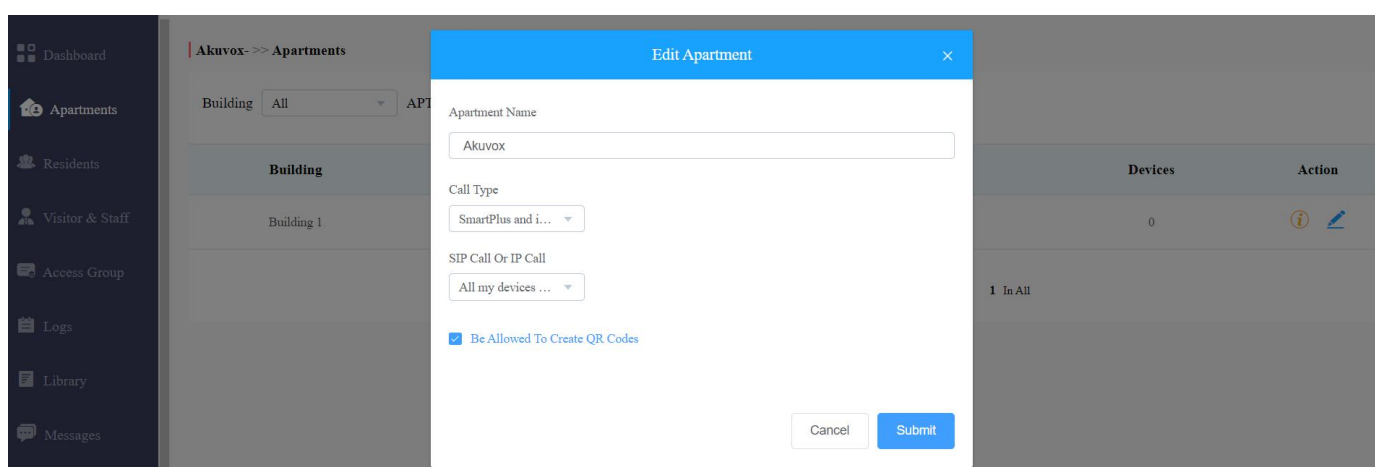 Dashboard
Apartments
Residents
Visitor & Staff
Access Group
Logs
Library
Messages
Akuvox- >> Apartments
Building All APT
Building Devices Action
Building 1 0
1 In All
Edit Apartment
Apartment Name
Akuvox
Call Type
SmartPlus and i...
SIP Call Or IP Call
All my devices ...
Be Allowed To Create QR Codes
Cancel Submit